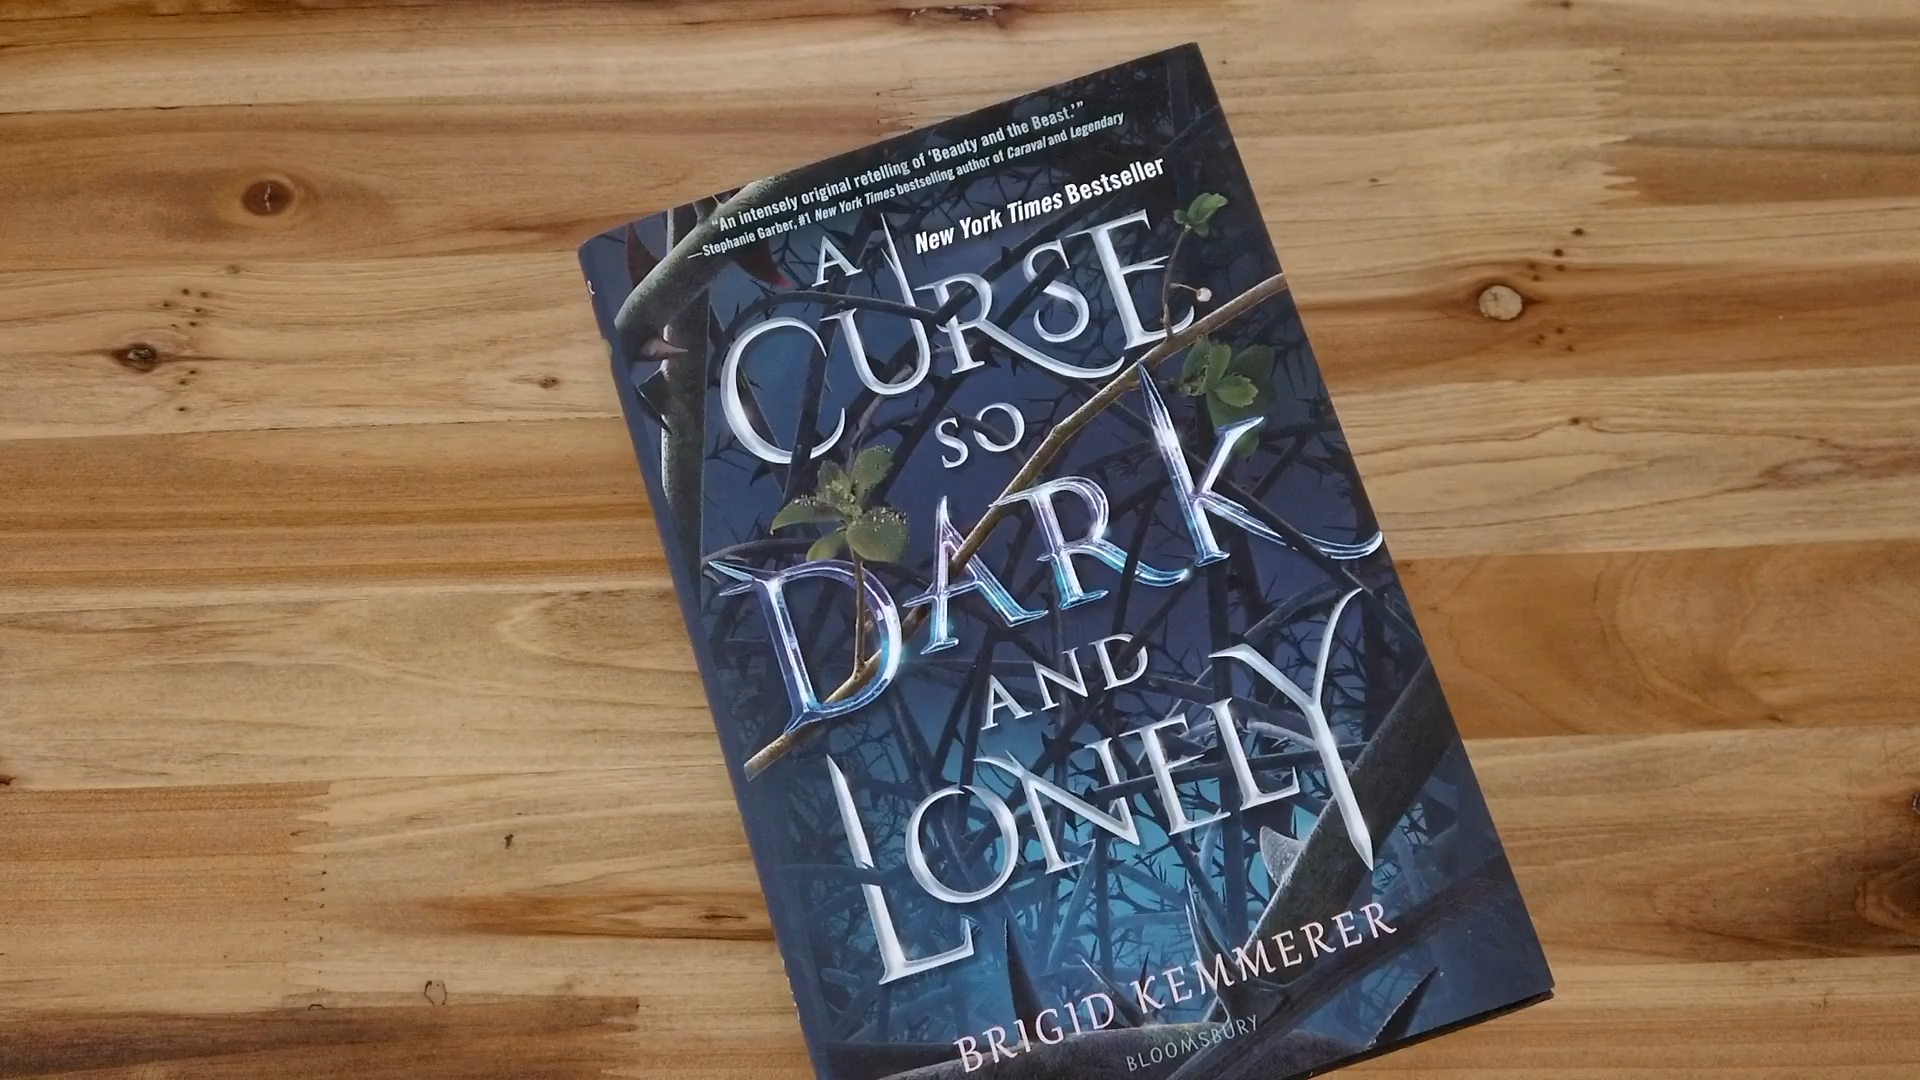 "An intensely original retelling of 'Beauty and the Beast.'"
—Stephanie Garber, #1 New York Times bestselling author of Caraval and Legendary
New York Times Bestseller
A
CURSE
SO
DARK
AND
LONELY
BRIGID KEMMERER
BLOOMSBURY